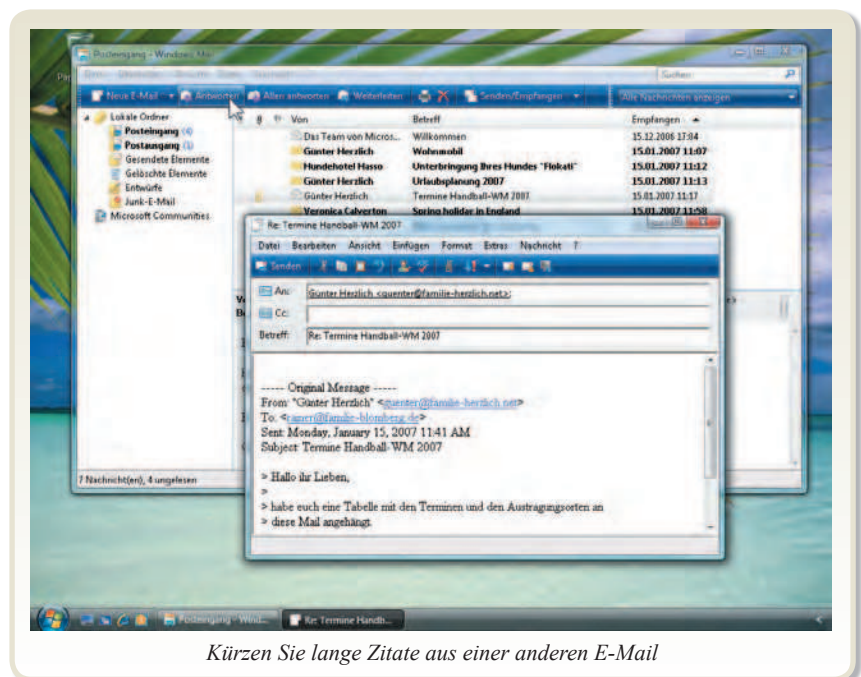 Posteingang - Windows Mail
Suchen
Neue E-Mail Antworten Allen antworten Weiterleiten Senden/Empfangen Alle Nachrichten anzeigen
Lokale Ordner
Posteingang (4)
Postausgang (1)
Gesendete Elemente
Gelöschte Elemente
Entwürfe
Junk-E-Mail
Microsoft Communities
Von Betreff Empfangen
Das Team von Micros... Willkommen 15.12.2006 17:04
Günter Herzlich Wohnmobil 15.01.2007 11:07
Hundehotel Hasso Unterbringung Ihres Hundes "Flokati" 15.01.2007 11:12
Günter Herzlich Urlaubsplanung 2007 15.01.2007 11:13
Günter Herzlich Termine Handball-WM 2007 15.01.2007 11:17
Veronica Calverton Spring holiday in England 15.01.2007 11:58
Re: Termine Handball-WM 2007
Datei Bearbeiten Ansicht Einfügen Format Extras Nachricht ?
Senden
An: Günter Herzlich <guenter@familie-herzlich.net>;
Cc:
Betreff: Re: Termine Handball-WM 2007
----- Original Message -----
From: "Günter Herzlich" <guenter@familie-herzlich.net>
To: <rainer@familie-blomberg.de>
Sent: Monday, January 15, 2007 11:41 AM
Subject: Termine Handball-WM 2007
> Hallo ihr Lieben,
>
> habe euch eine Tabelle mit den Terminen und den Austragungsorten an
> diese Mail angehängt.
7 Nachricht(en), 4 ungelesen
Posteingang - Wind...
Re: Termine Handb...
Kürzen Sie lange Zitate aus einer anderen E-Mail